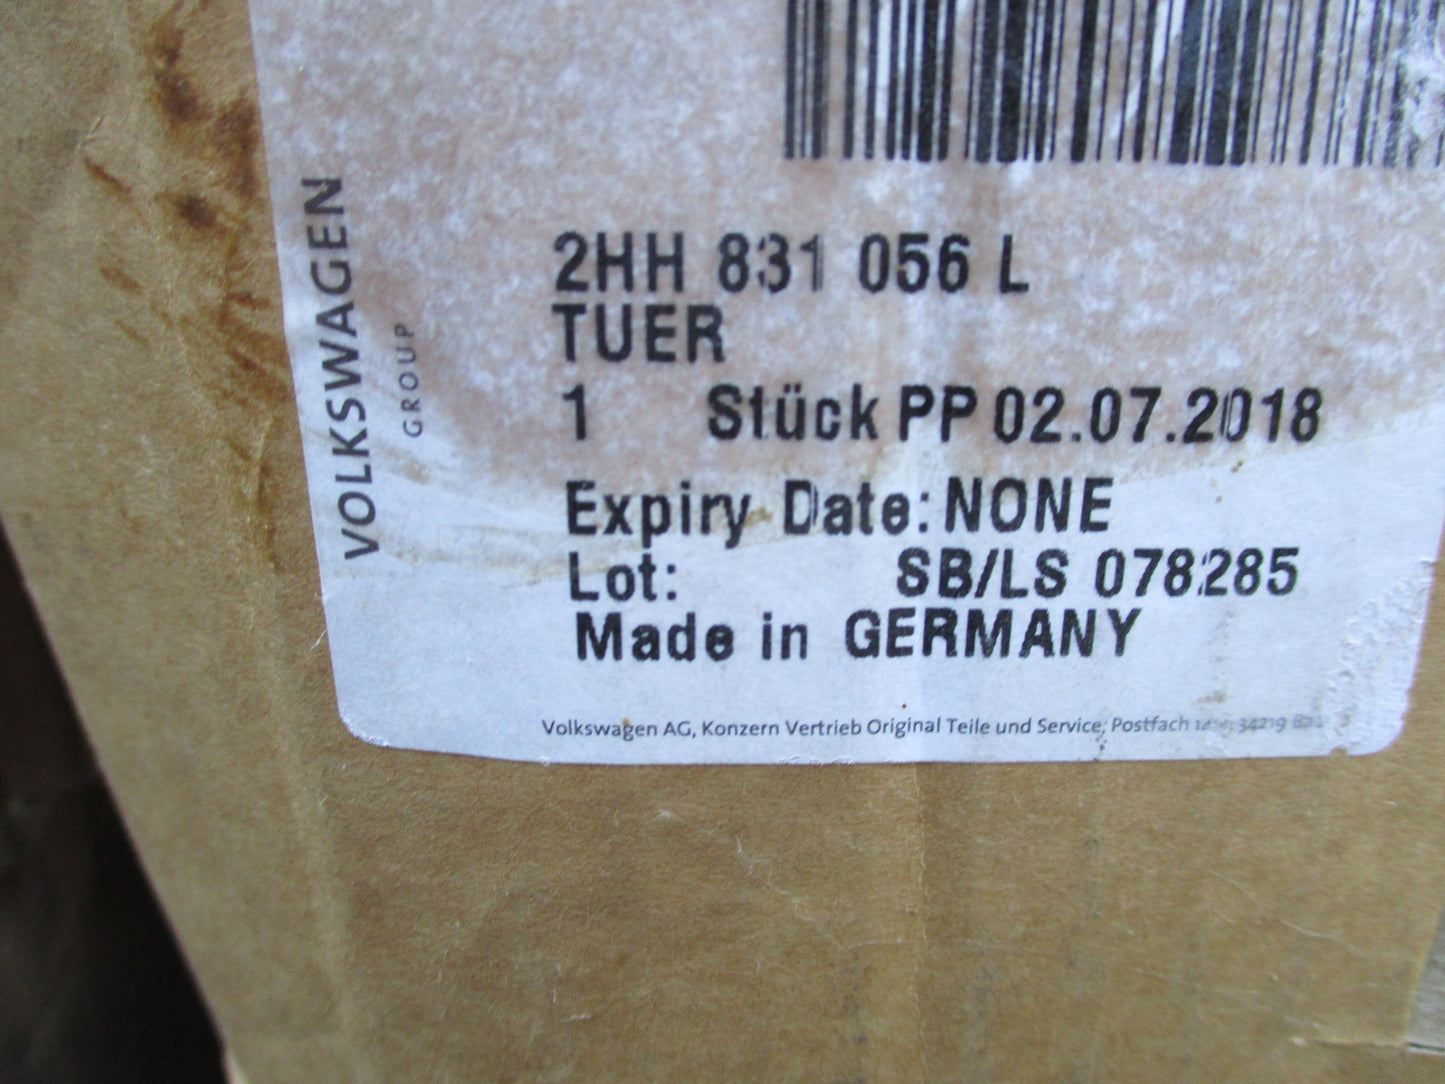 VOLKSWAGEN
GROUP
2HH 831 056 L
TUER
1 Stück PP 02.07.2018
Expiry Date: NONE
Lot: SB/LS 078285
Made in GERMANY
Volkswagen AG, Konzern Vertrieb Original Teile und Service, Postfach 34219